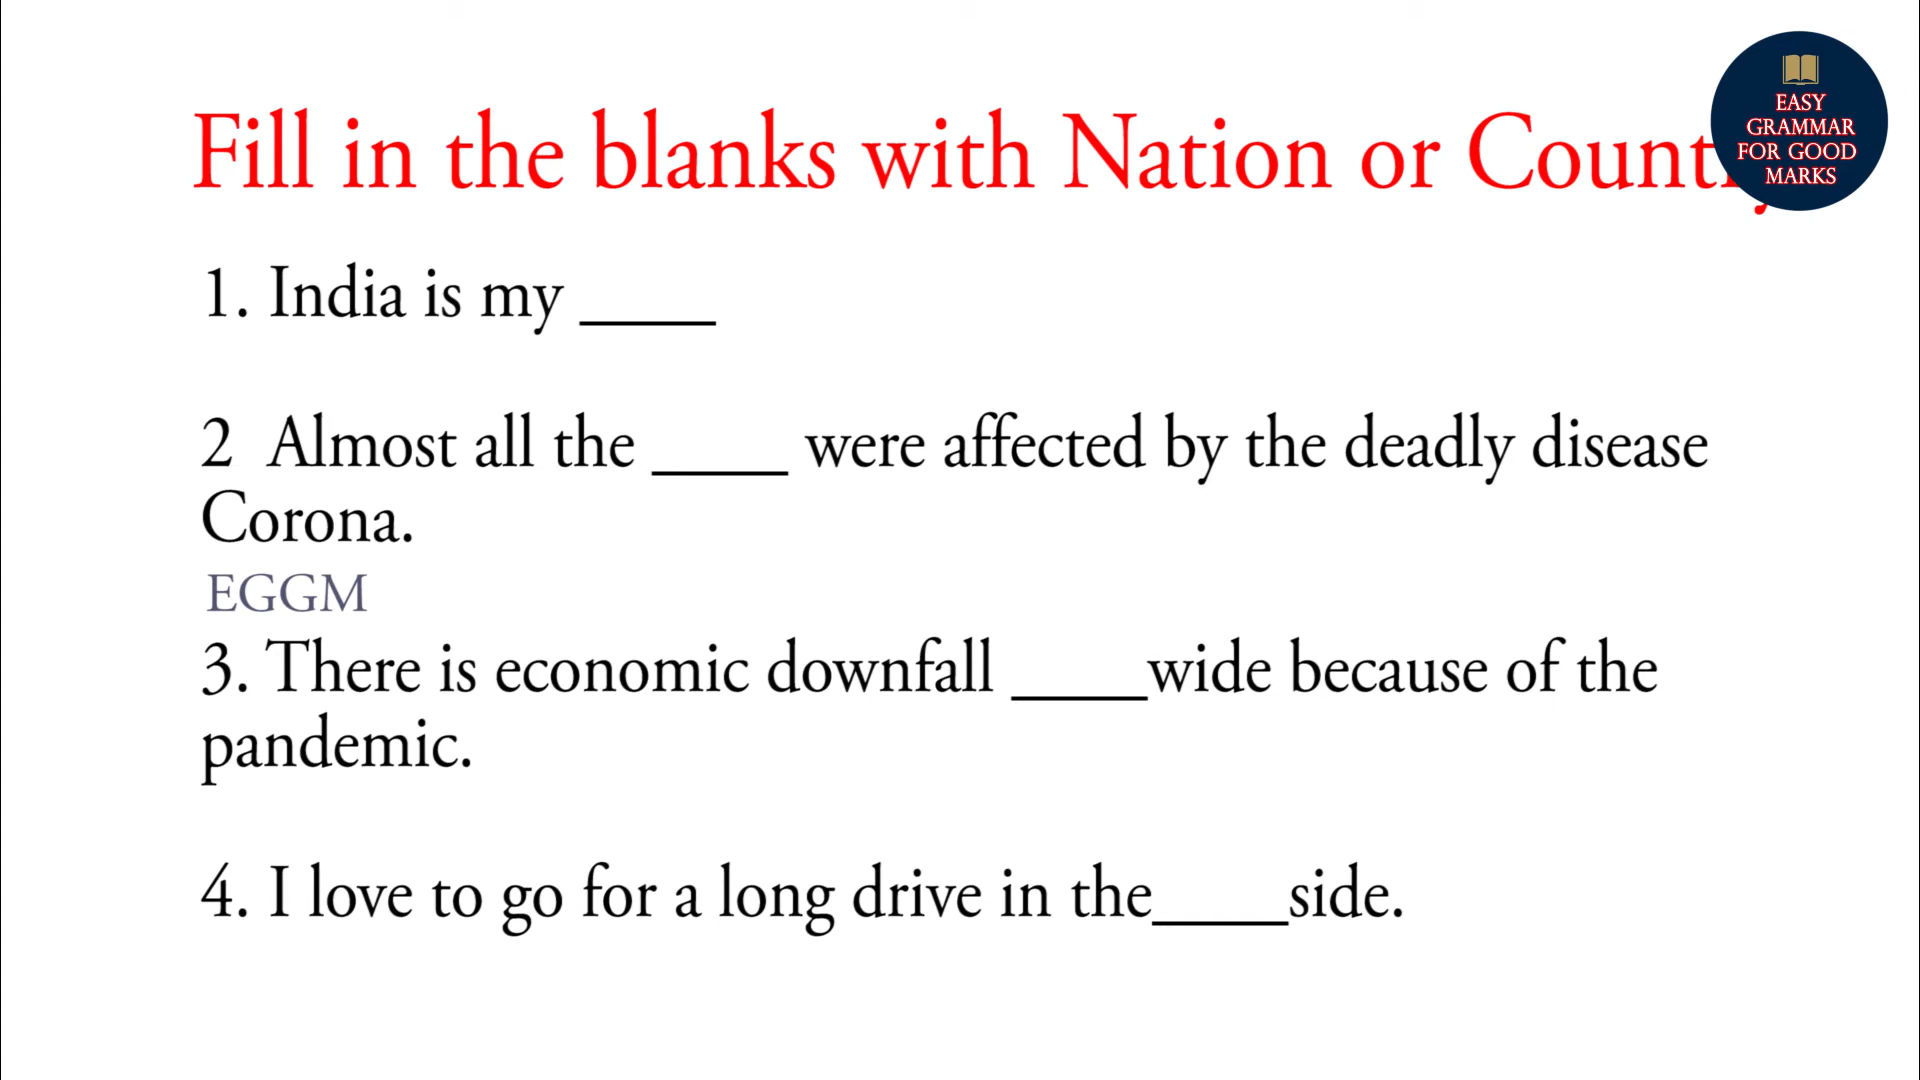 Fill in the blanks with Nation or
EASY
GRAMMAR
FOR GOOD
MARKS
1. India is my ____
2 Almost all the ____ were affected by the deadly disease
Corona.
EGGM
3. There is economic downfall ____wide because of the
pandemic.
4. I love to go for a long drive in the____side.